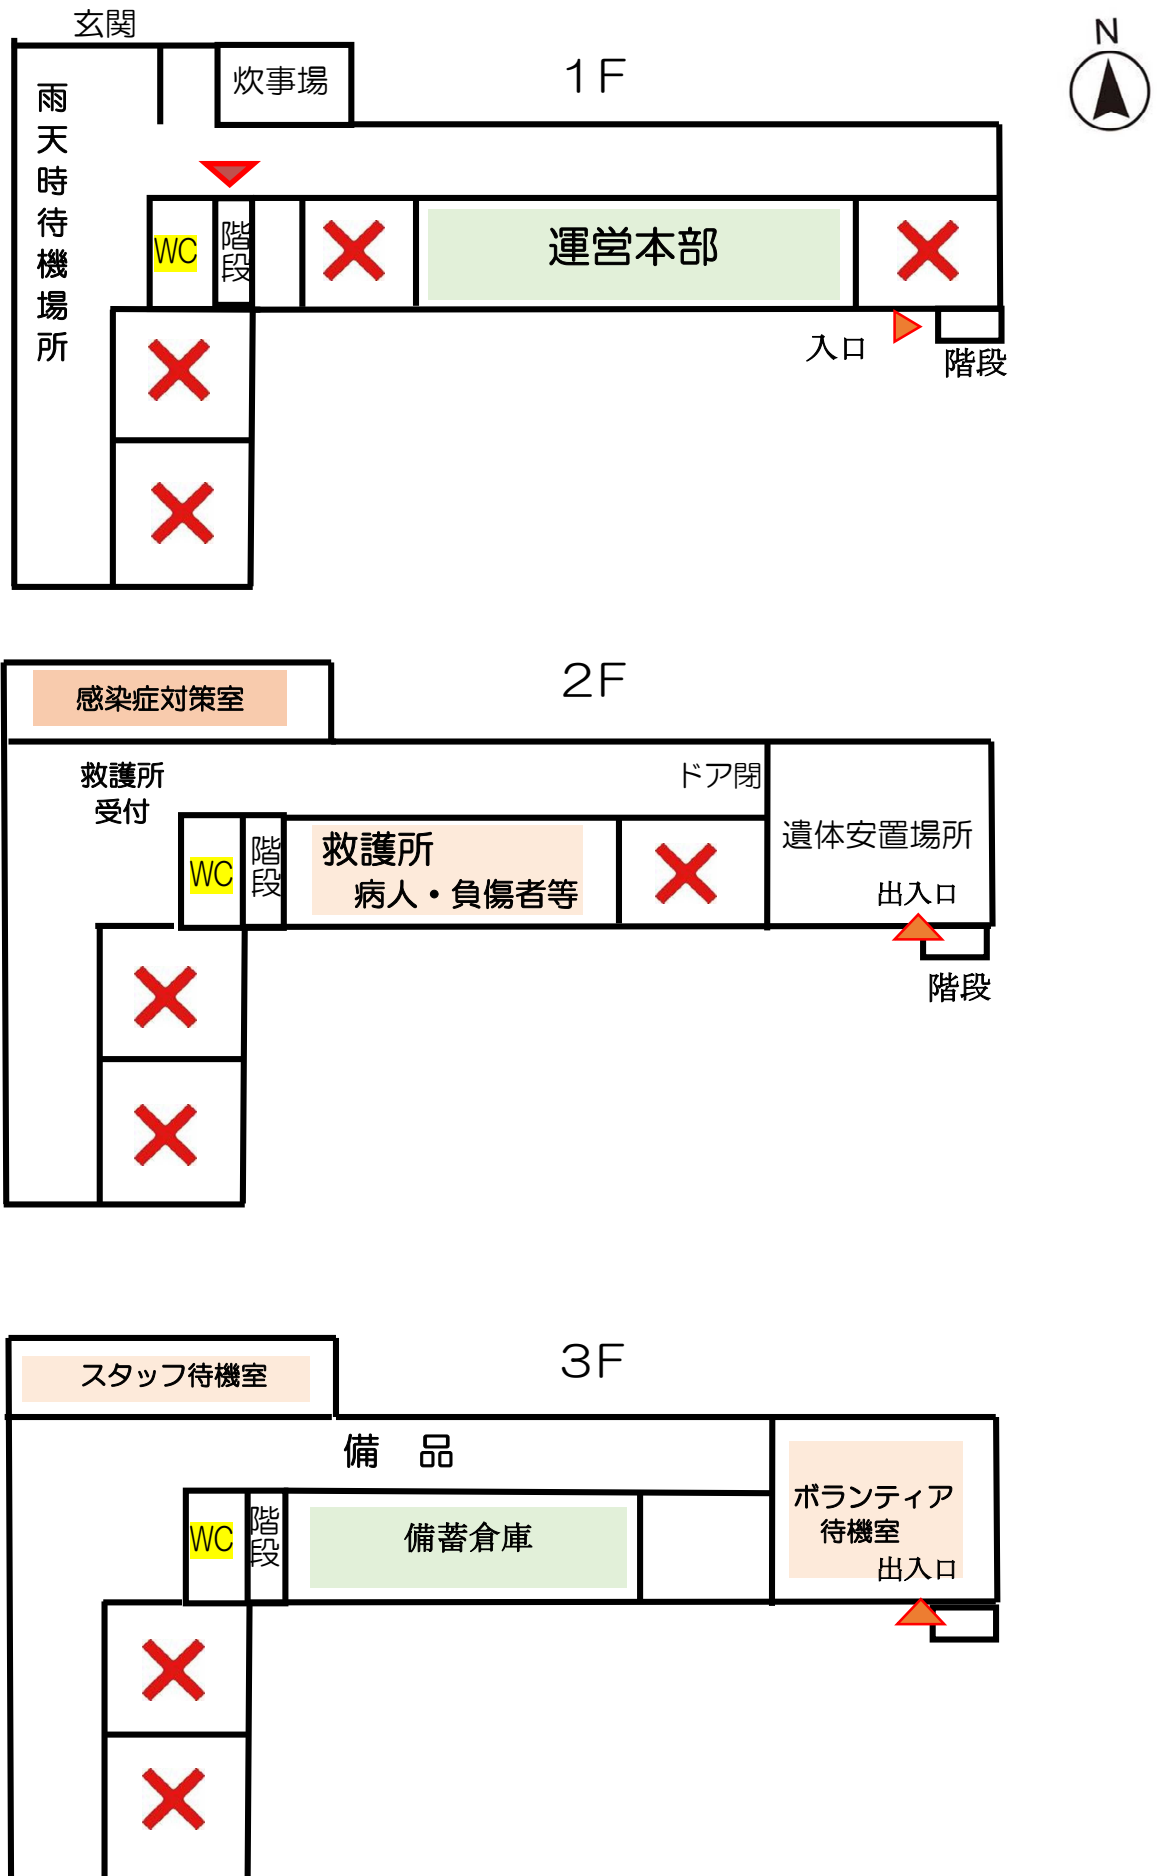 玄関
N
炊事場
1F
雨天時待機場所
WC
階段
運営本部
入口
階段
2F
感染症対策室
救護所
受付
ドア閉
WC
階段
救護所
病人・負傷者等
遺体安置場所
出入口
階段
3F
スタッフ待機室
備 品
WC
階段
備蓄倉庫
ボランティア
待機室
出入口